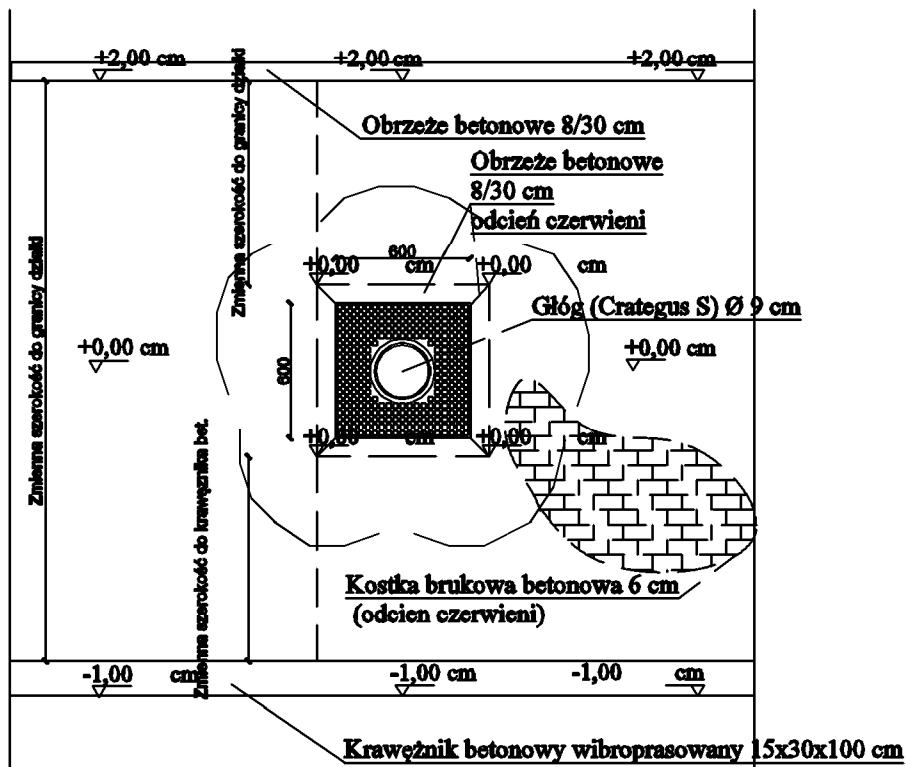 +2,00 cm +2,00 cm +2,00 cm
Obrzeże betonowe 8/30 cm
Obrzeże betonowe
8/30 cm
odcień czerwieni
Zmienna szerokość do granicy działki
Zmienna szerokość do granicy działki
600
+0,00 cm +0,00 cm
Głóg (Crategus S) Ø 9 cm
+0,00 cm +0,00 cm
600
+0,00 cm +0,00 cm
Zmienna szerokość do krawężnika bet.
Kostka brukowa betonowa 6 cm
(odcien czerwieni)
-1,00 cm -1,00 cm -1,00 cm
Krawężnik betonowy wibroprasowany 15x30x100 cm